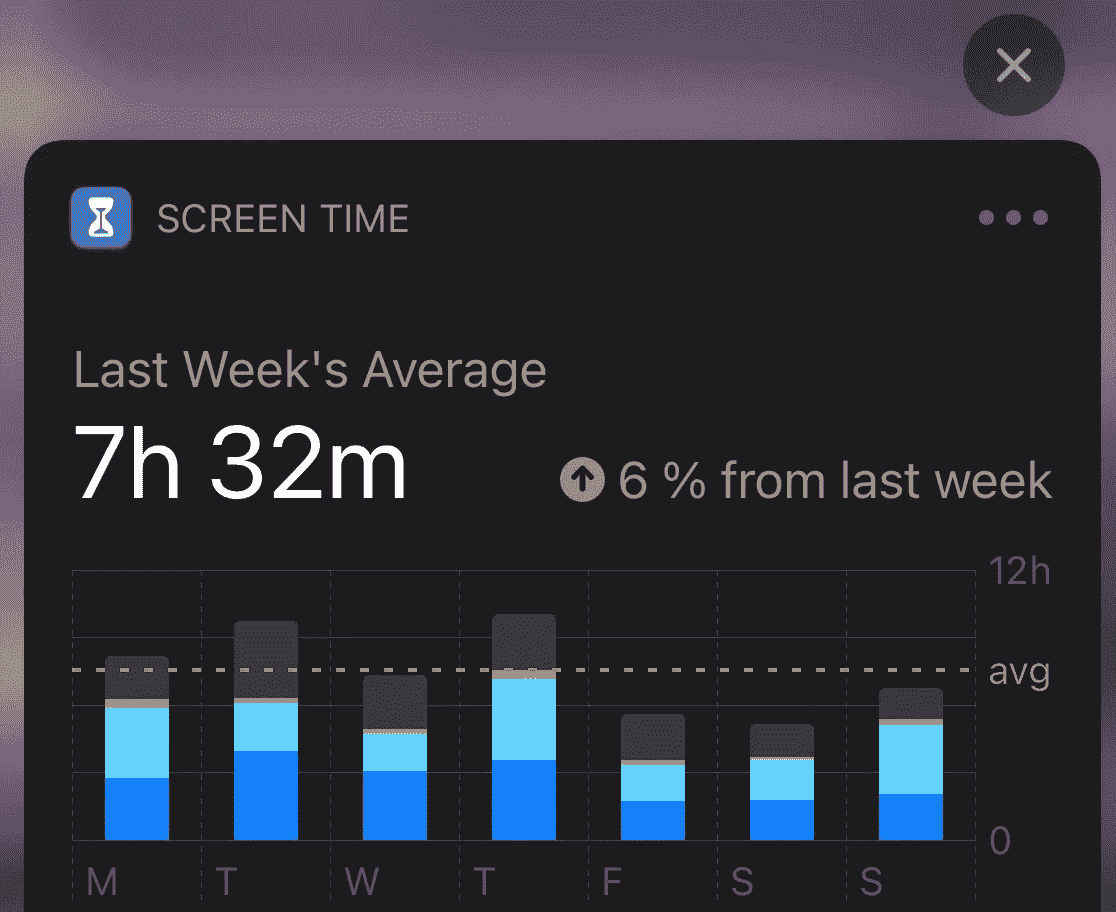 SCREEN TIME
Last Week's Average
7h 32m
6 % from last week
12h
avg
0
M T W T F S S